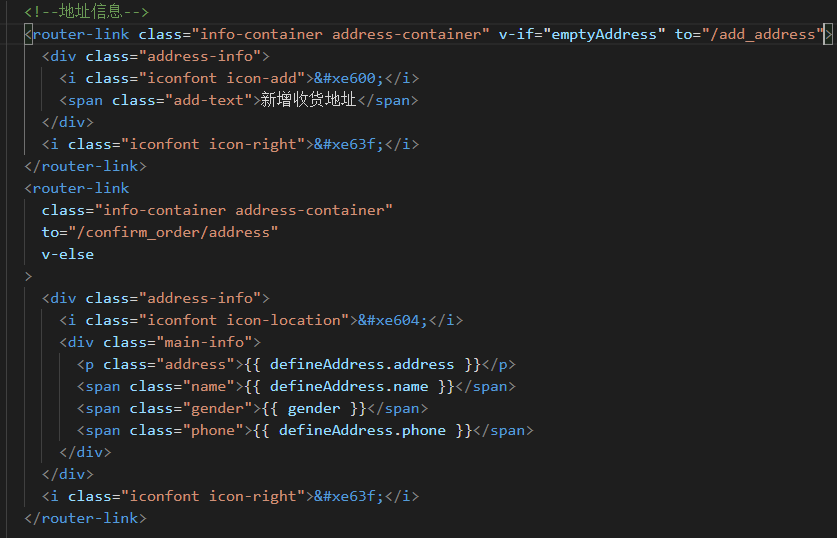 <!--地址信息-->
<router-link class="info-container address-container" v-if="emptyAddress" to="/add_address">
  <div class="address-info">
    <i class="iconfont icon-add">&#xe600;</i>
    <span class="add-text">新增收货地址</span>
  </div>
  <i class="iconfont icon-right">&#xe63f;</i>
</router-link>
<router-link
  class="info-container address-container"
  to="/confirm_order/address"
  v-else
>
  <div class="address-info">
    <i class="iconfont icon-location">&#xe604;</i>
    <div class="main-info">
      <p class="address">{{ defineAddress.address }}</p>
      <span class="name">{{ defineAddress.name }}</span>
      <span class="gender">{{ gender }}</span>
      <span class="phone">{{ defineAddress.phone }}</span>
    </div>
  </div>
  <i class="iconfont icon-right">&#xe63f;</i>
</router-link>